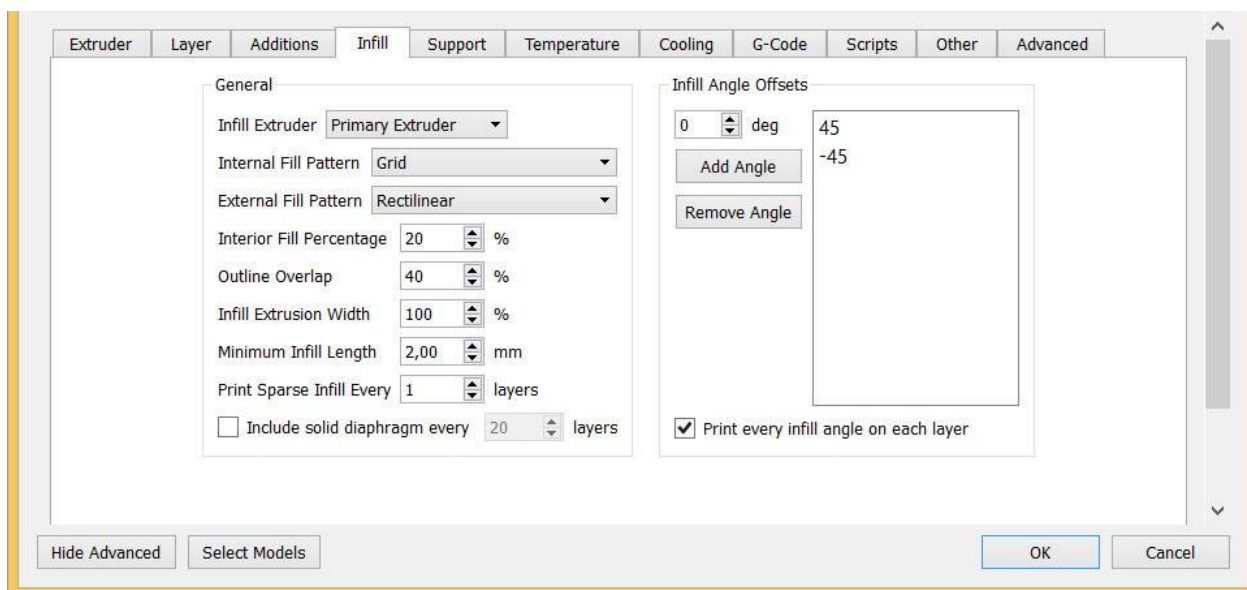 Extruder Layer Additions Infill Support Temperature Cooling G-Code Scripts Other Advanced
General
Infill Extruder Primary Extruder
Internal Fill Pattern Grid
External Fill Pattern Rectilinear
Interior Fill Percentage 20 %
Outline Overlap 40 %
Infill Extrusion Width 100 %
Minimum Infill Length 2,00 mm
Print Sparse Infill Every 1 layers
Include solid diaphragm every 20 layers
Infill Angle Offsets
0 deg
Add Angle
Remove Angle
45
-45
Print every infill angle on each layer
Hide Advanced Select Models OK Cancel